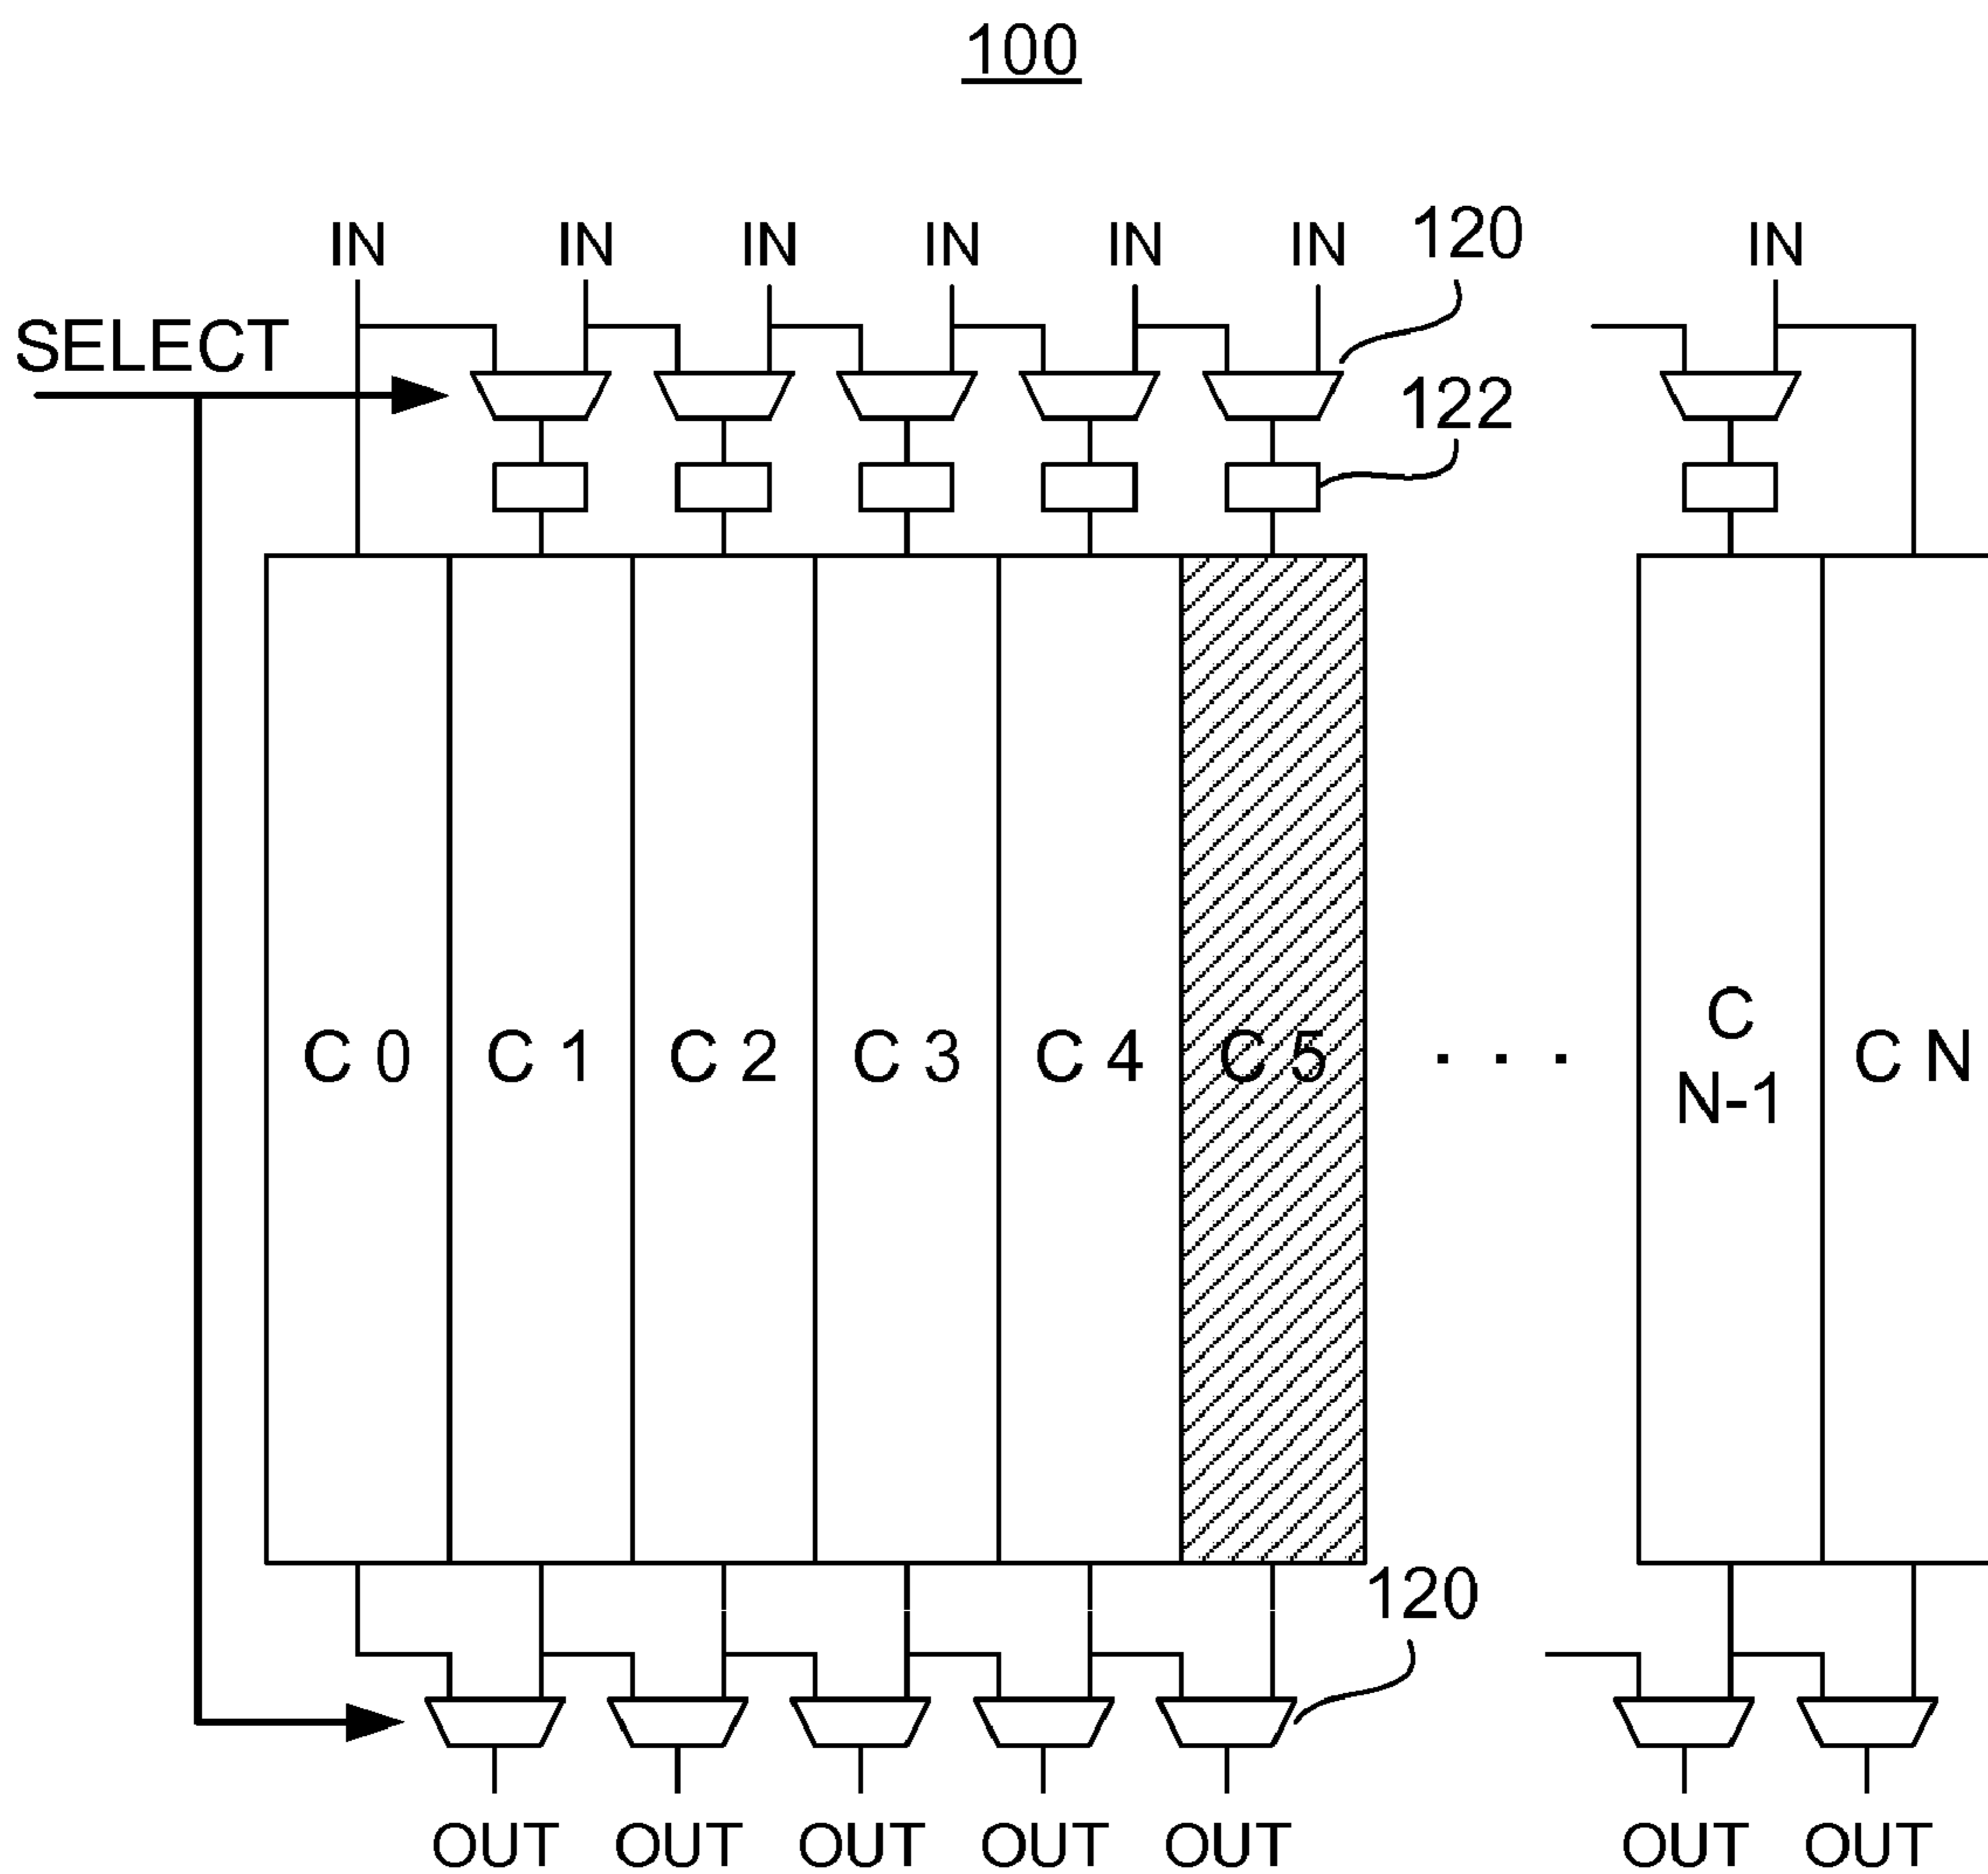 100
IN IN IN IN IN IN 120 IN
SELECT
122
C 0 C 1 C 2 C 3 C 4 C 5 . . . C N-1 C N
120
OUT OUT OUT OUT OUT OUT OUT